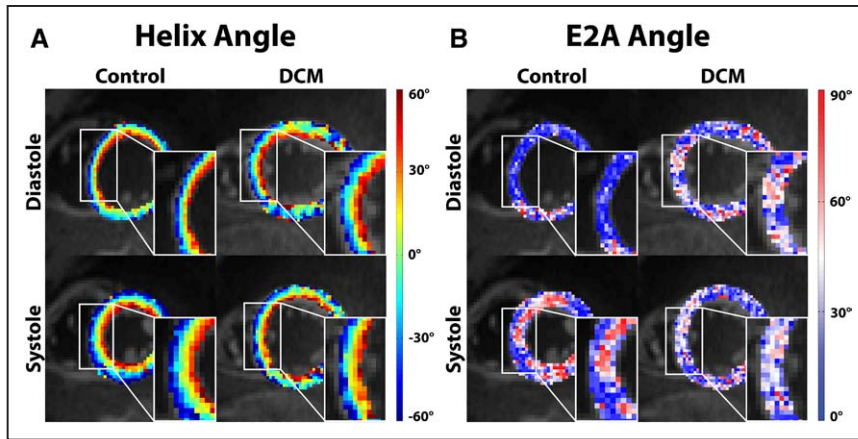 A Helix Angle
Control DCM
Diastole
Systole
60°
30°
0°
-30°
-60°
B E2A Angle
Control DCM
Diastole
Systole
90°
60°
30°
0°